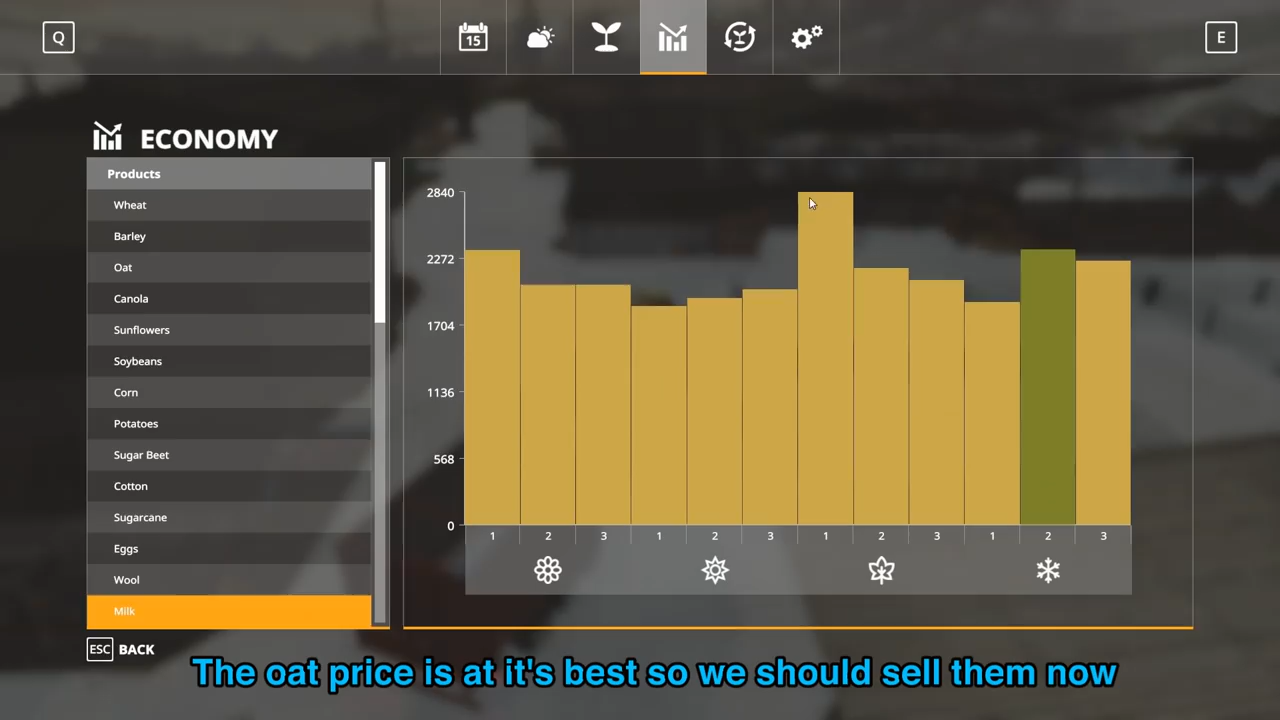 Q
15
E
ECONOMY
Products
Wheat
Barley
Oat
Canola
Sunflowers
Soybeans
Corn
Potatoes
Sugar Beet
Cotton
Sugarcane
Eggs
Wool
Milk
2840
2272
1704
1136
568
0
1 2 3 1 2 3 1 2 3 1 2 3
ESC BACK
The oat price is at it's best so we should sell them now